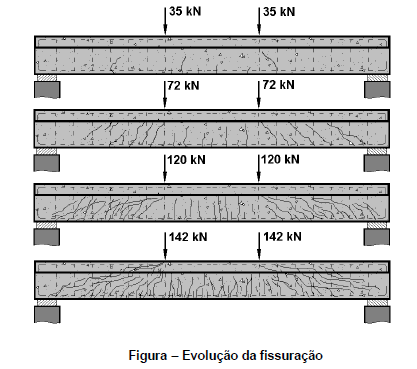 35 kN 35 kN
72 kN 72 kN
120 kN 120 kN
142 kN 142 kN
Figura – Evolução da fissuração